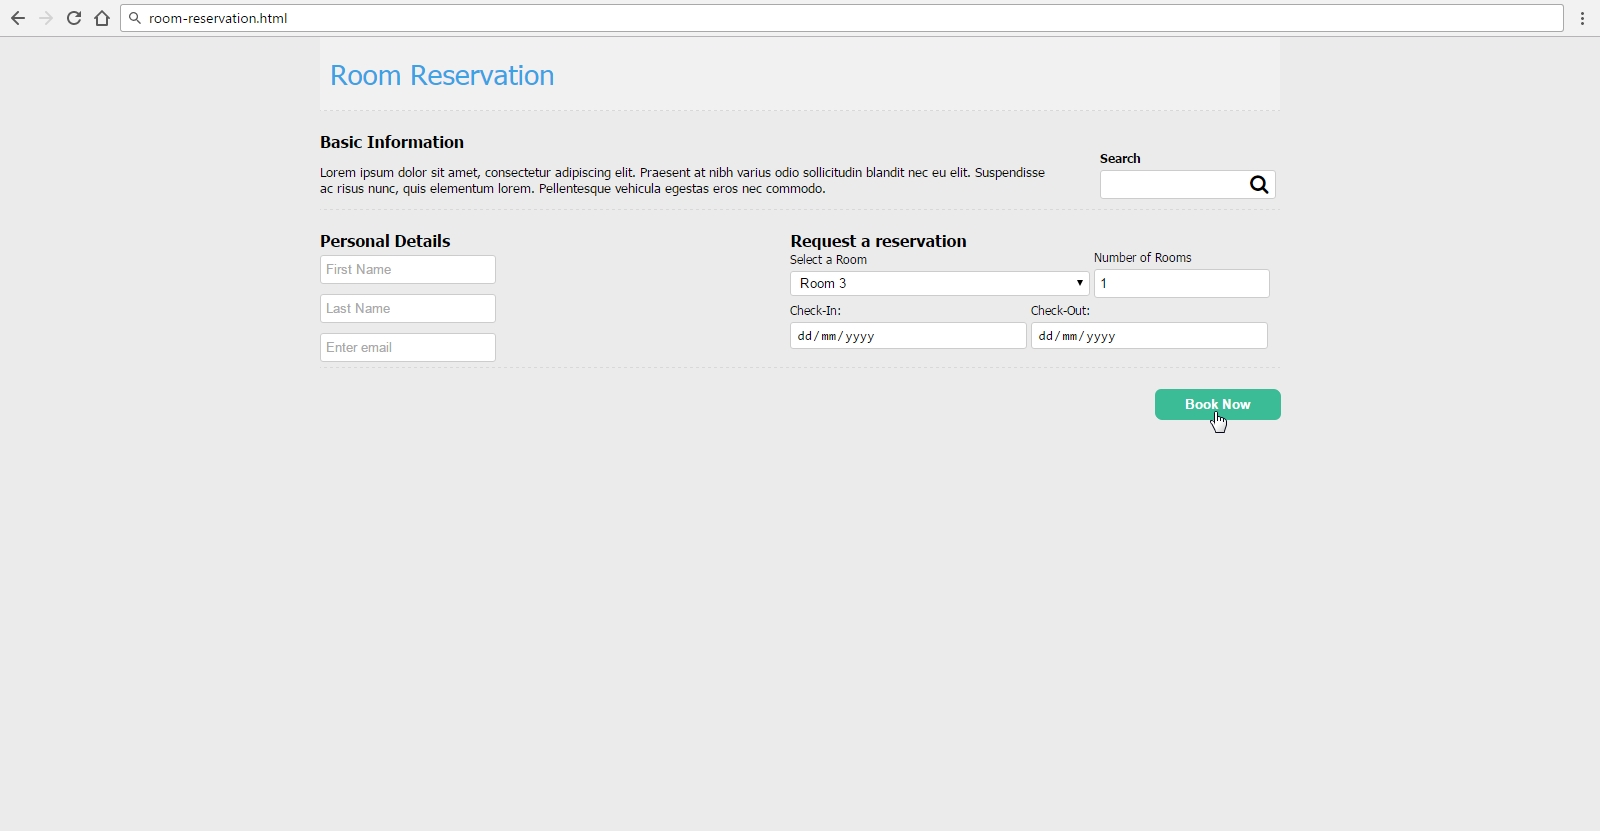 room-reservation.html
Room Reservation
Basic Information
Lorem ipsum dolor sit amet, consectetur adipiscing elit. Praesent at nibh varius odio sollicitudin blandit nec eu elit. Suspendisse
ac risus nunc, quis elementum lorem. Pellentesque vehicula egestas eros nec commodo.
Search
Personal Details
First Name
Last Name
Enter email
Request a reservation
Select a Room
Number of Rooms
Room 3
1
Check-In:
Check-Out:
dd/mm/yyyy
dd/mm/yyyy
Book Now